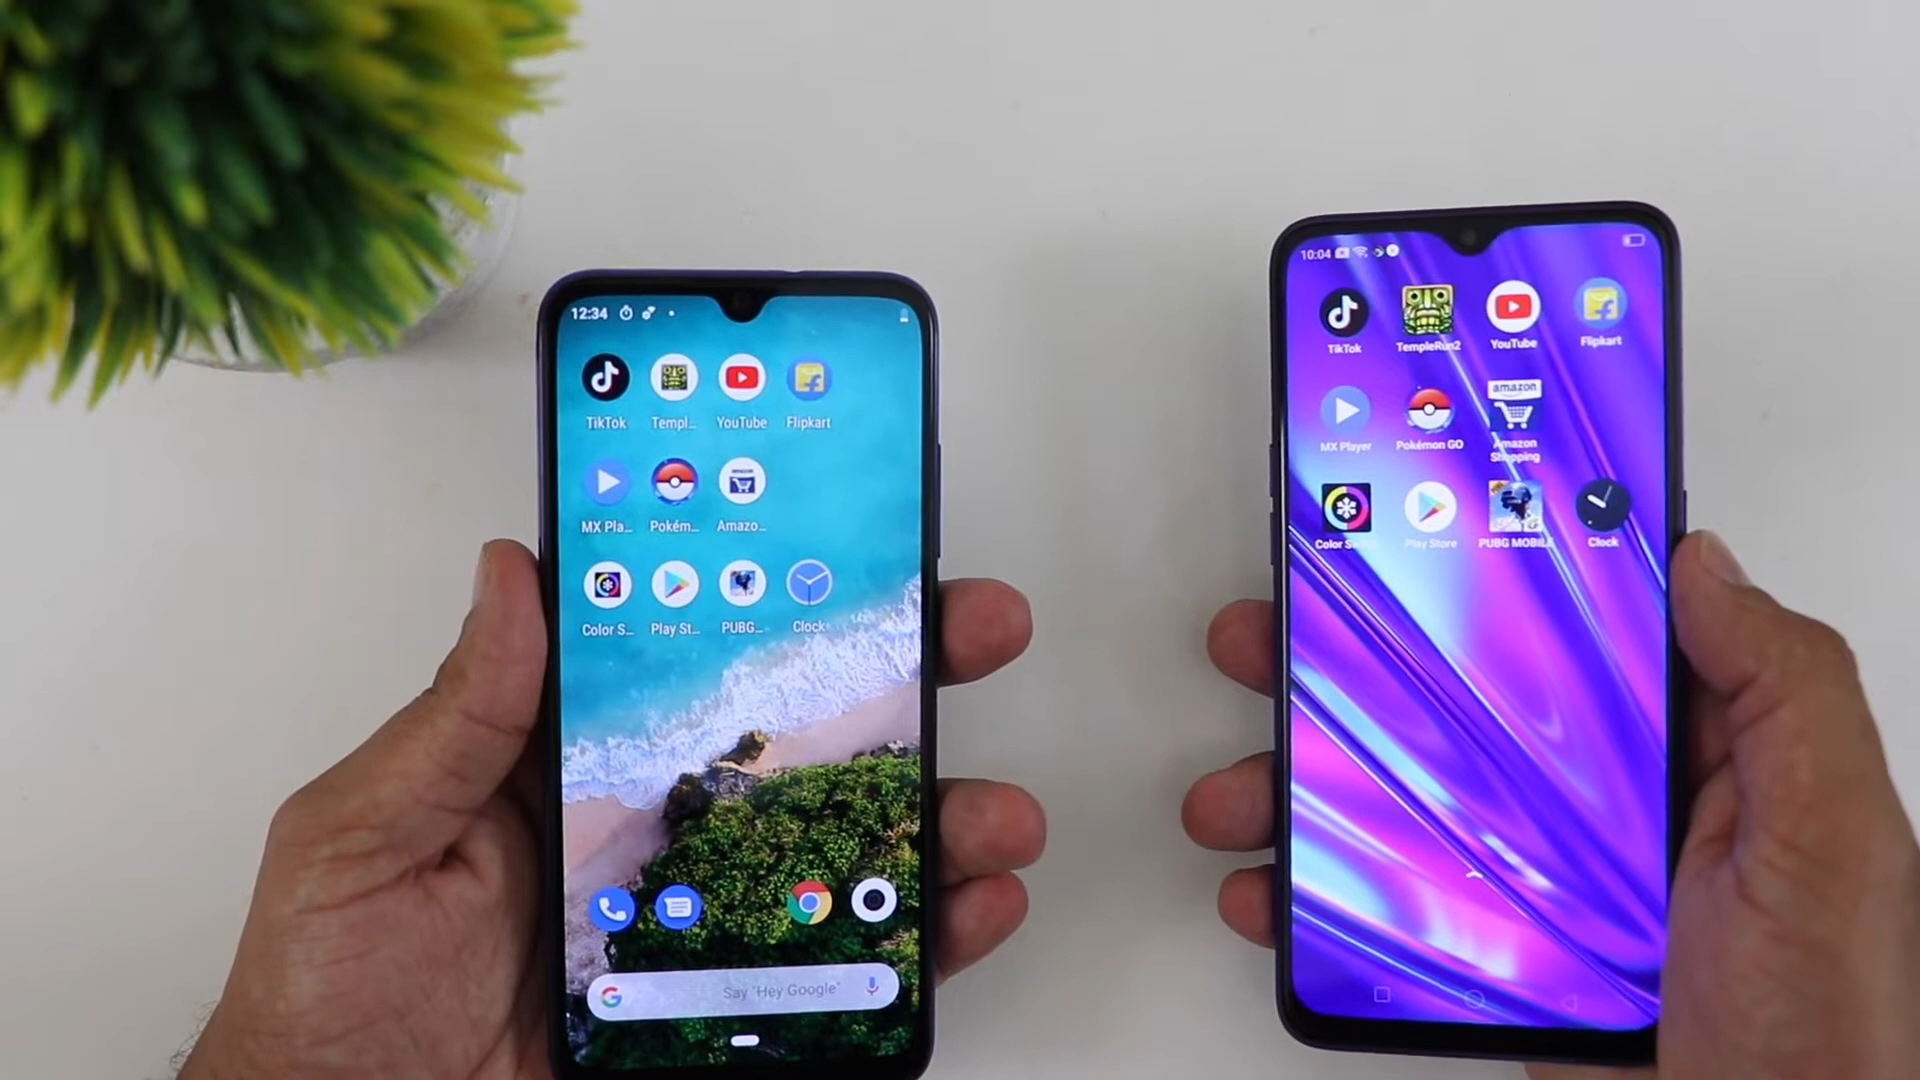 12:34
TikTok Templ... YouTube Flipkart
MX Pla... Pokém... Amazo...
Color S... Play St... PUBG... Clock
Say "Hey Google"
10:04
TikTok TempleRun2 YouTube Flipkart
amazon
MX Player Pokémon GO Amazon
Shopping
Color Play Store PUBG MOBILE Clock